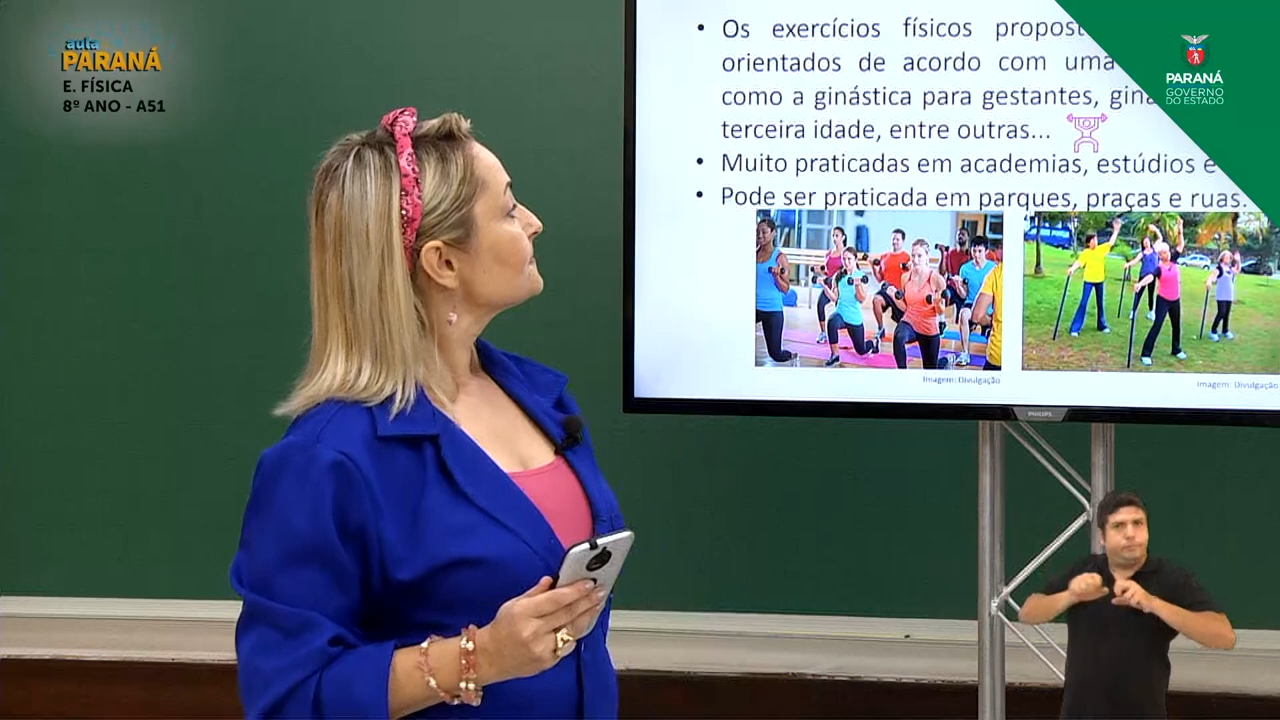 aula
PARANÁ
E. FÍSICA
8º ANO - A51
Os exercícios físicos
orientados de acordo com uma
como a ginástica para gestantes,
terceira idade, entre outras...
Muito praticadas em academias, estúdios e
Pode ser praticada em parques, praças e ruas.
Imagem: Divulgação
Imagem: Divulgação
PHILIPS
PARANÁ
GOVERNO
DO ESTADO